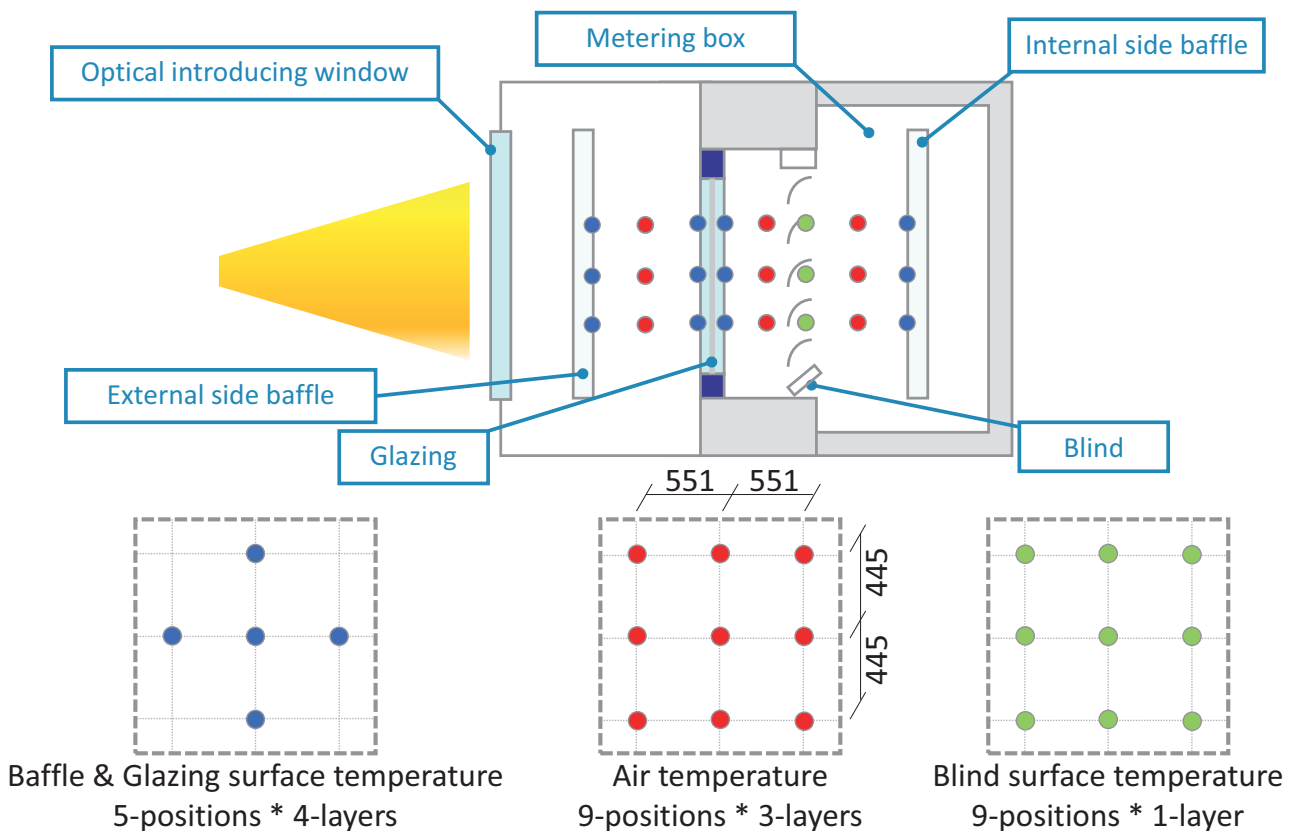 Metering box
Internal side baffle
Optical introducing window
External side baffle
Glazing
Blind
551
551
445
445
Baffle & Glazing surface temperature
5-positions * 4-layers
Air temperature
9-positions * 3-layers
Blind surface temperature
9-positions * 1-layer